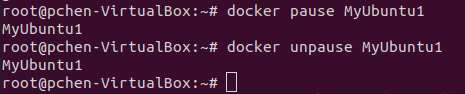 root@pchen-VirtualBox:~# docker pause MyUbuntu1
MyUbuntu1
root@pchen-VirtualBox:~# docker unpause MyUbuntu1
MyUbuntu1
root@pchen-VirtualBox:~#